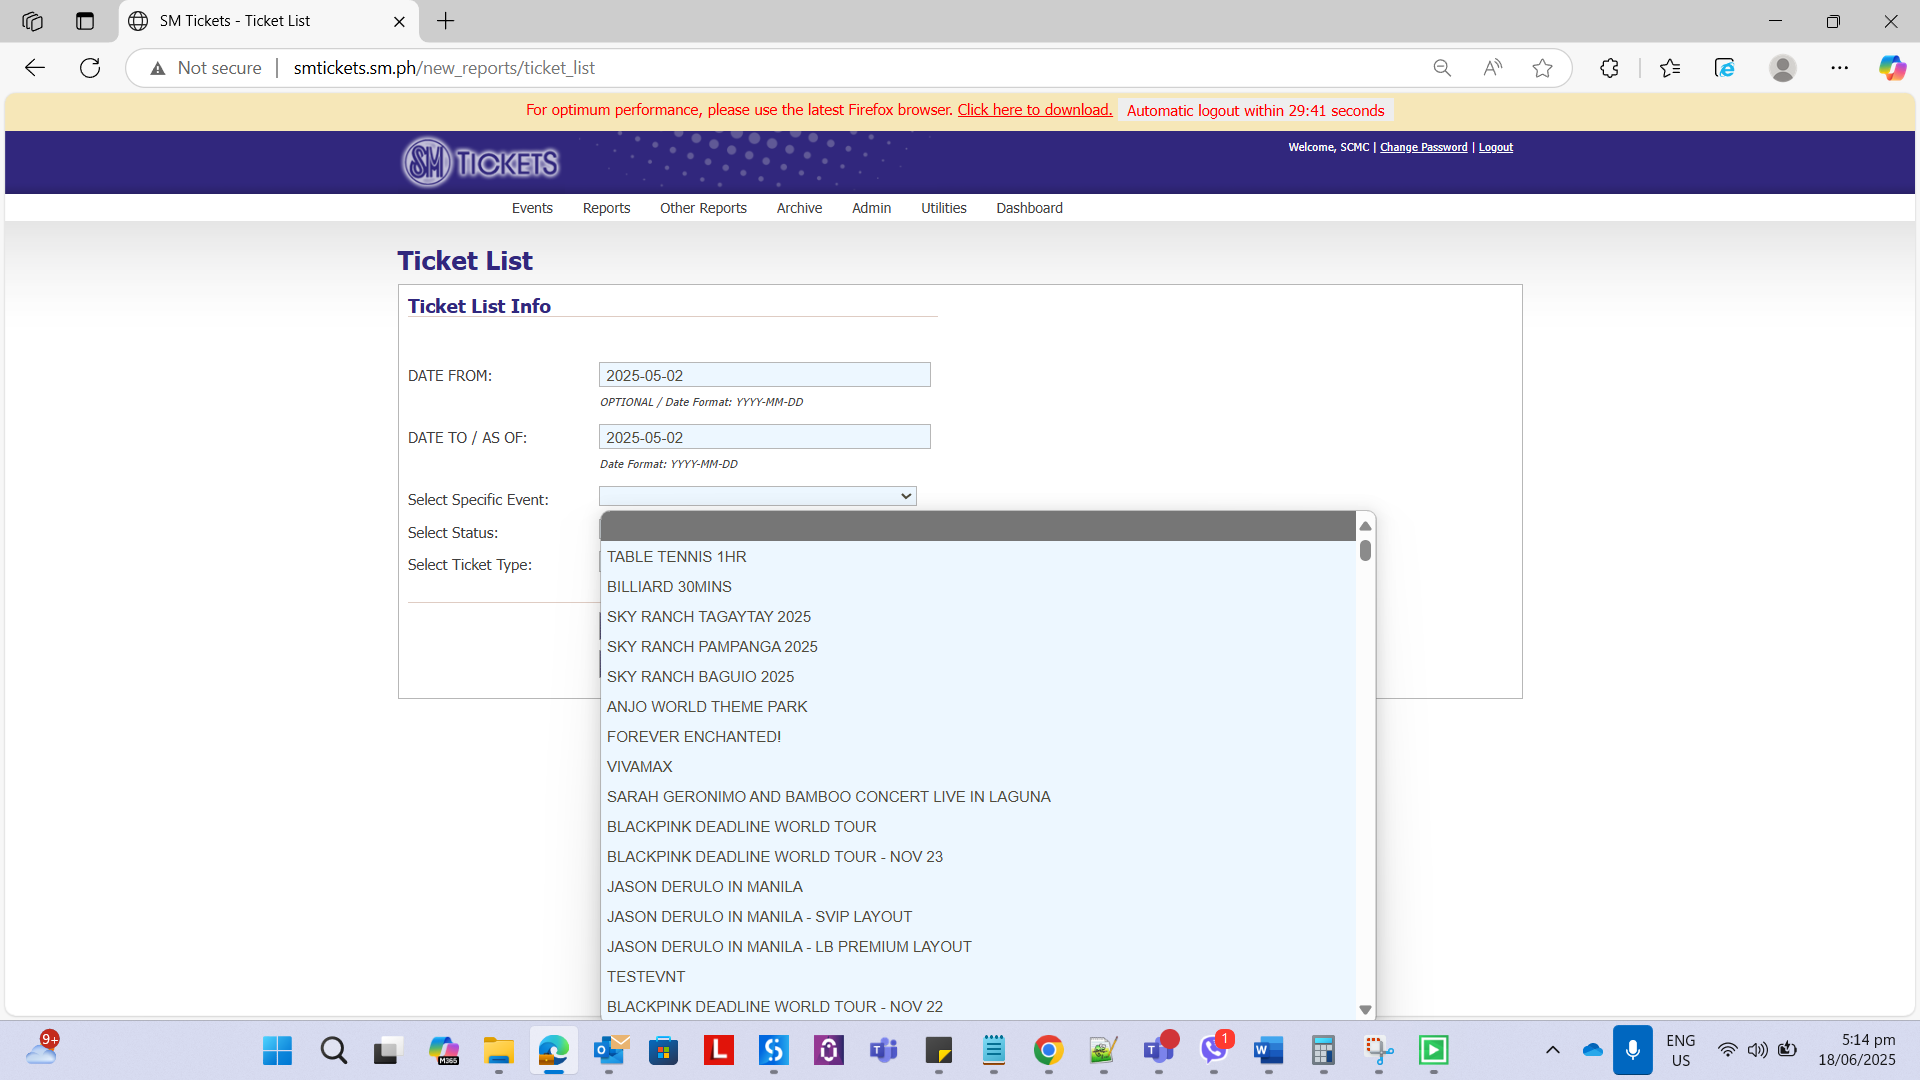 SM Tickets - Ticket List
Not secure
smtickets.sm.ph/new_reports/ticket_list
For optimum performance, please use the latest Firefox browser. Click here to download. Automatic logout within 29:41 seconds
SM TICKETS
Welcome, SCMC | Change Password | Logout
Events Reports Other Reports Archive Admin Utilities Dashboard
Ticket List
Ticket List Info
DATE FROM: 2025-05-02
OPTIONAL / Date Format: YYYY-MM-DD
DATE TO / AS OF: 2025-05-02
Date Format: YYYY-MM-DD
Select Specific Event:
Select Status:
Select Ticket Type:
TABLE TENNIS 1HR
BILLIARD 30MINS
SKY RANCH TAGAYTAY 2025
SKY RANCH PAMPANGA 2025
SKY RANCH BAGUIO 2025
ANJO WORLD THEME PARK
FOREVER ENCHANTED!
VIVAMAX
SARAH GERONIMO AND BAMBOO CONCERT LIVE IN LAGUNA
BLACKPINK DEADLINE WORLD TOUR
BLACKPINK DEADLINE WORLD TOUR - NOV 23
JASON DERULO IN MANILA
JASON DERULO IN MANILA - SVIP LAYOUT
JASON DERULO IN MANILA - LB PREMIUM LAYOUT
TESTEVNT
BLACKPINK DEADLINE WORLD TOUR - NOV 22
9+
M365
L
1
ENG
US
5:14 pm
18/06/2025